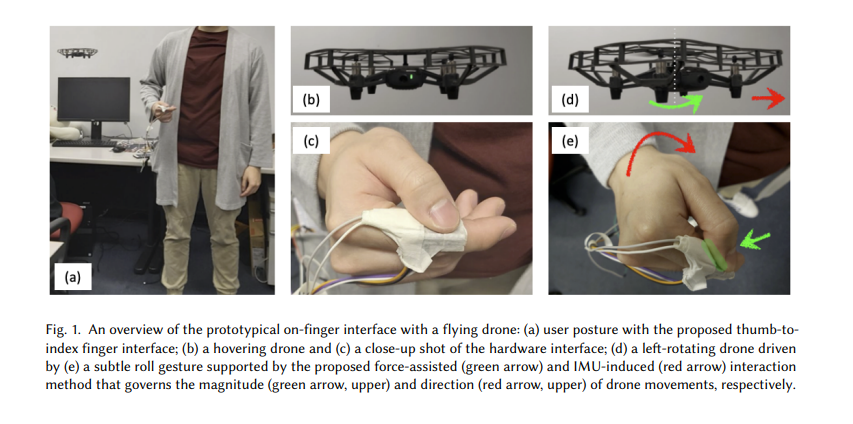 (a)
(b)
(c)
(d)
(e)
Fig. 1. An overview of the prototypical on-finger interface with a flying drone: (a) user posture with the proposed thumb-to-
index finger interface; (b) a hovering drone and (c) a close-up shot of the hardware interface; (d) a left-rotating drone driven
by (e) a subtle roll gesture supported by the proposed force-assisted (green arrow) and IMU-induced (red arrow) interaction
method that governs the magnitude (green arrow, upper) and direction (red arrow, upper) of drone movements, respectively.